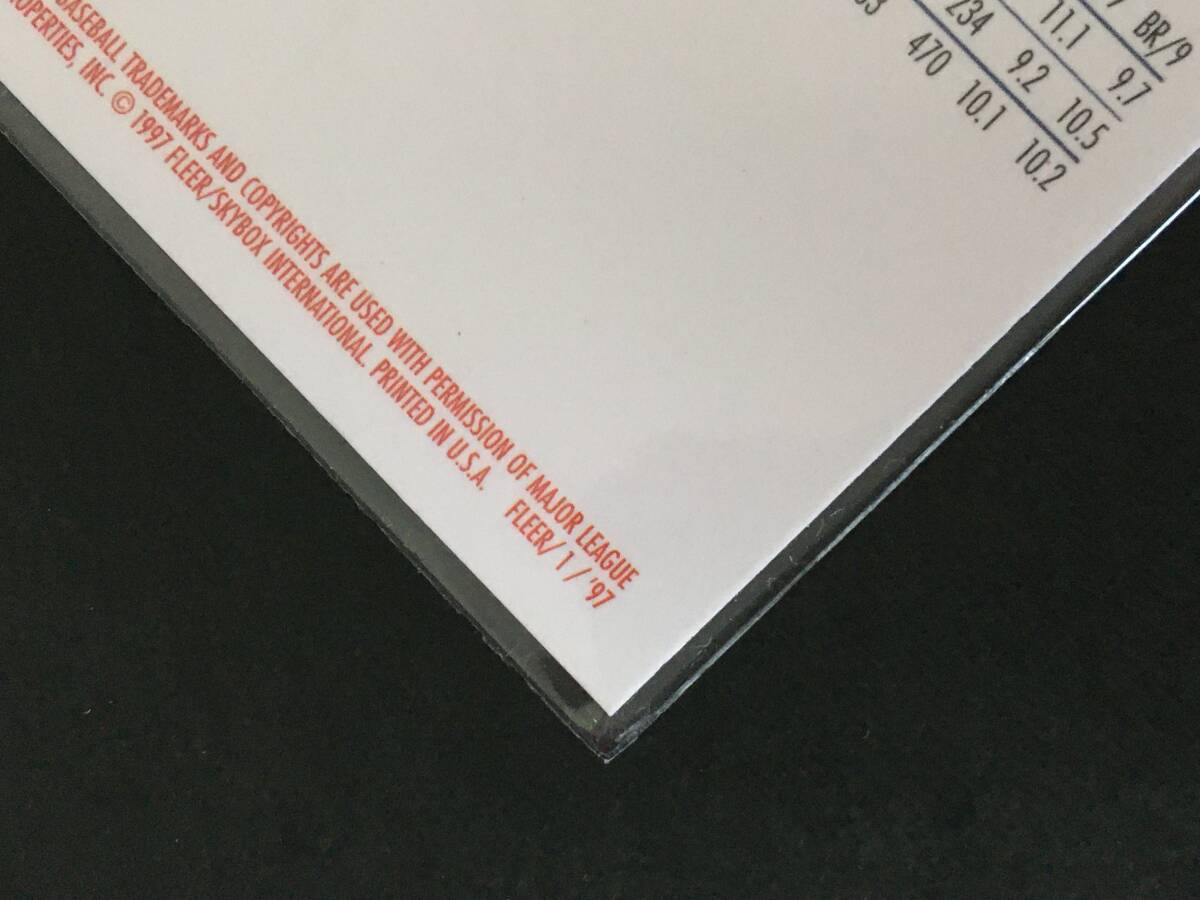 BR/9
11.1 9.7
234 9.2 10.5
470 10.1 10.2
BASEBALL TRADEMARKS AND COPYRIGHTS ARE USED WITH PERMISSION OF MAJOR LEAGUE
INC. © 1997 FLEER/SKYBOX INTERNATIONAL. PRINTED IN U.S.A. FLEER/1/'97